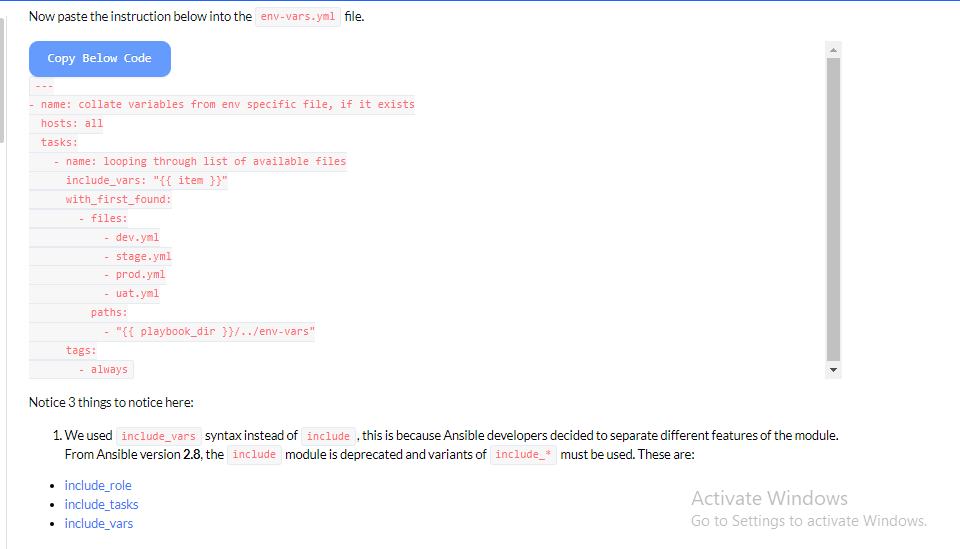 Now paste the instruction below into the env-vars.yml file.
Copy Below Code
---
- name: collate variables from env specific file, if it exists
  hosts: all
  tasks:
    - name: looping through list of available files
      include_vars: "{{ item }}"
      with_first_found:
        - files:
            - dev.yml
            - stage.yml
            - prod.yml
            - uat.yml
          paths:
            - "{{ playbook_dir }}/../env-vars"
      tags:
        - always
Notice 3 things to notice here:
1. We used include_vars syntax instead of include , this is because Ansible developers decided to separate different features of the module.
From Ansible version 2.8, the include module is deprecated and variants of include_* must be used. These are:
• include_role
• include_tasks
• include_vars
Activate Windows
Go to Settings to activate Windows.